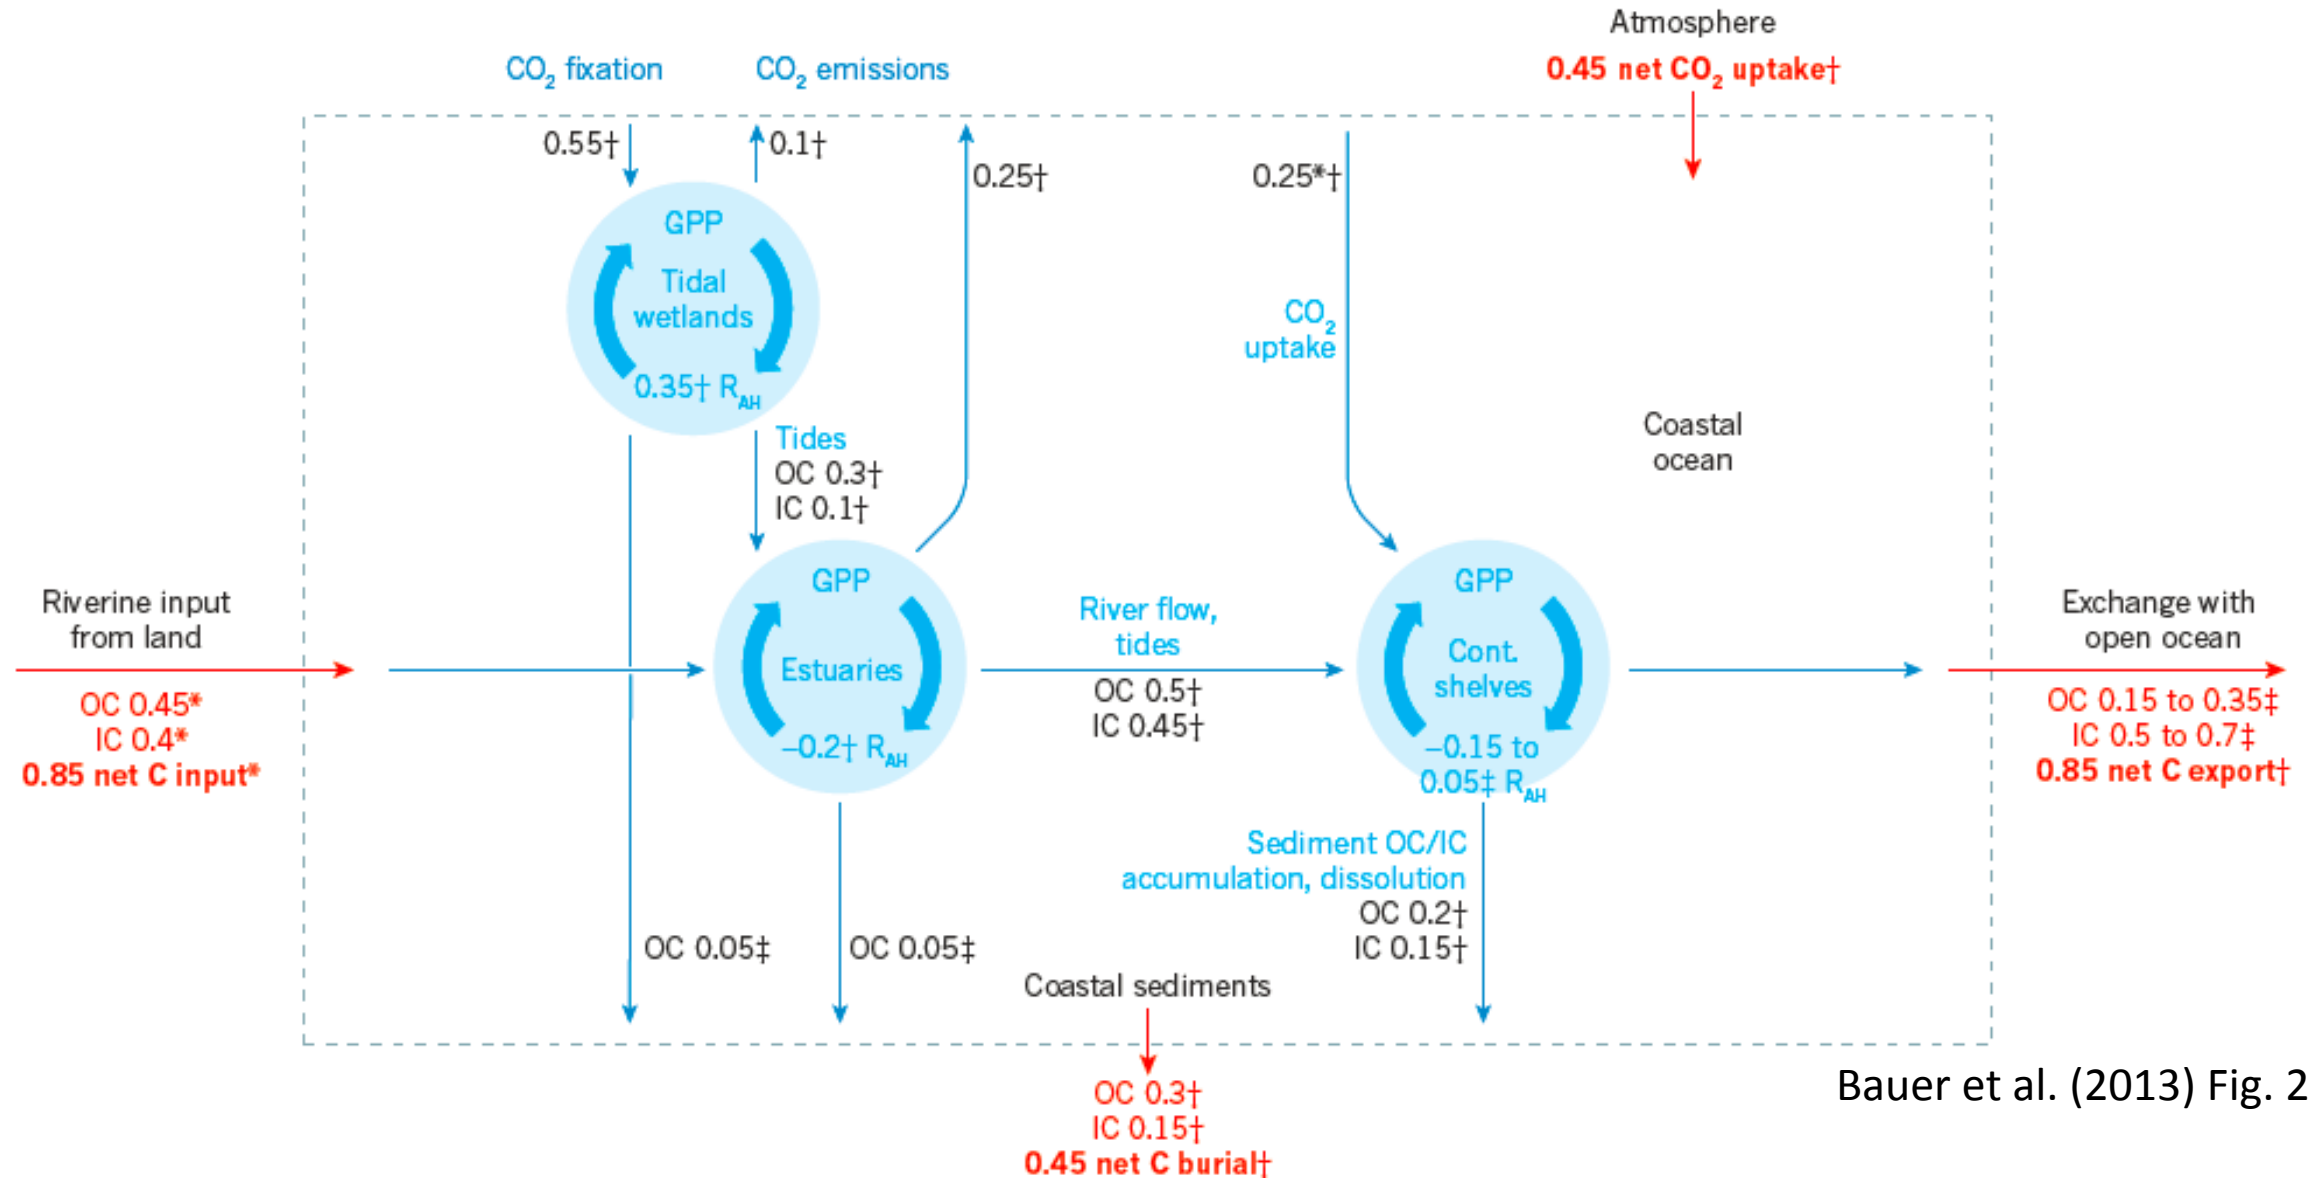 Atmosphere
0.45 net CO₂ uptake†
CO₂ fixation
CO₂ emissions
0.55†
0.1†
0.25†
0.25*†
GPP
Tidal
wetlands
0.35† R_AH
CO₂
uptake
Coastal
ocean
Tides
OC 0.3†
IC 0.1†
Riverine input
from land
OC 0.45*
IC 0.4*
0.85 net C input*
GPP
Estuaries
–0.2† R_AH
River flow,
tides
OC 0.5†
IC 0.45†
GPP
Cont.
shelves
–0.15 to
0.05‡ R_AH
Exchange with
open ocean
OC 0.15 to 0.35‡
IC 0.5 to 0.7‡
0.85 net C export†
Sediment OC/IC
accumulation, dissolution
OC 0.2†
IC 0.15†
OC 0.05‡
OC 0.05‡
Coastal sediments
OC 0.3†
IC 0.15†
0.45 net C burial†
Bauer et al. (2013) Fig. 2